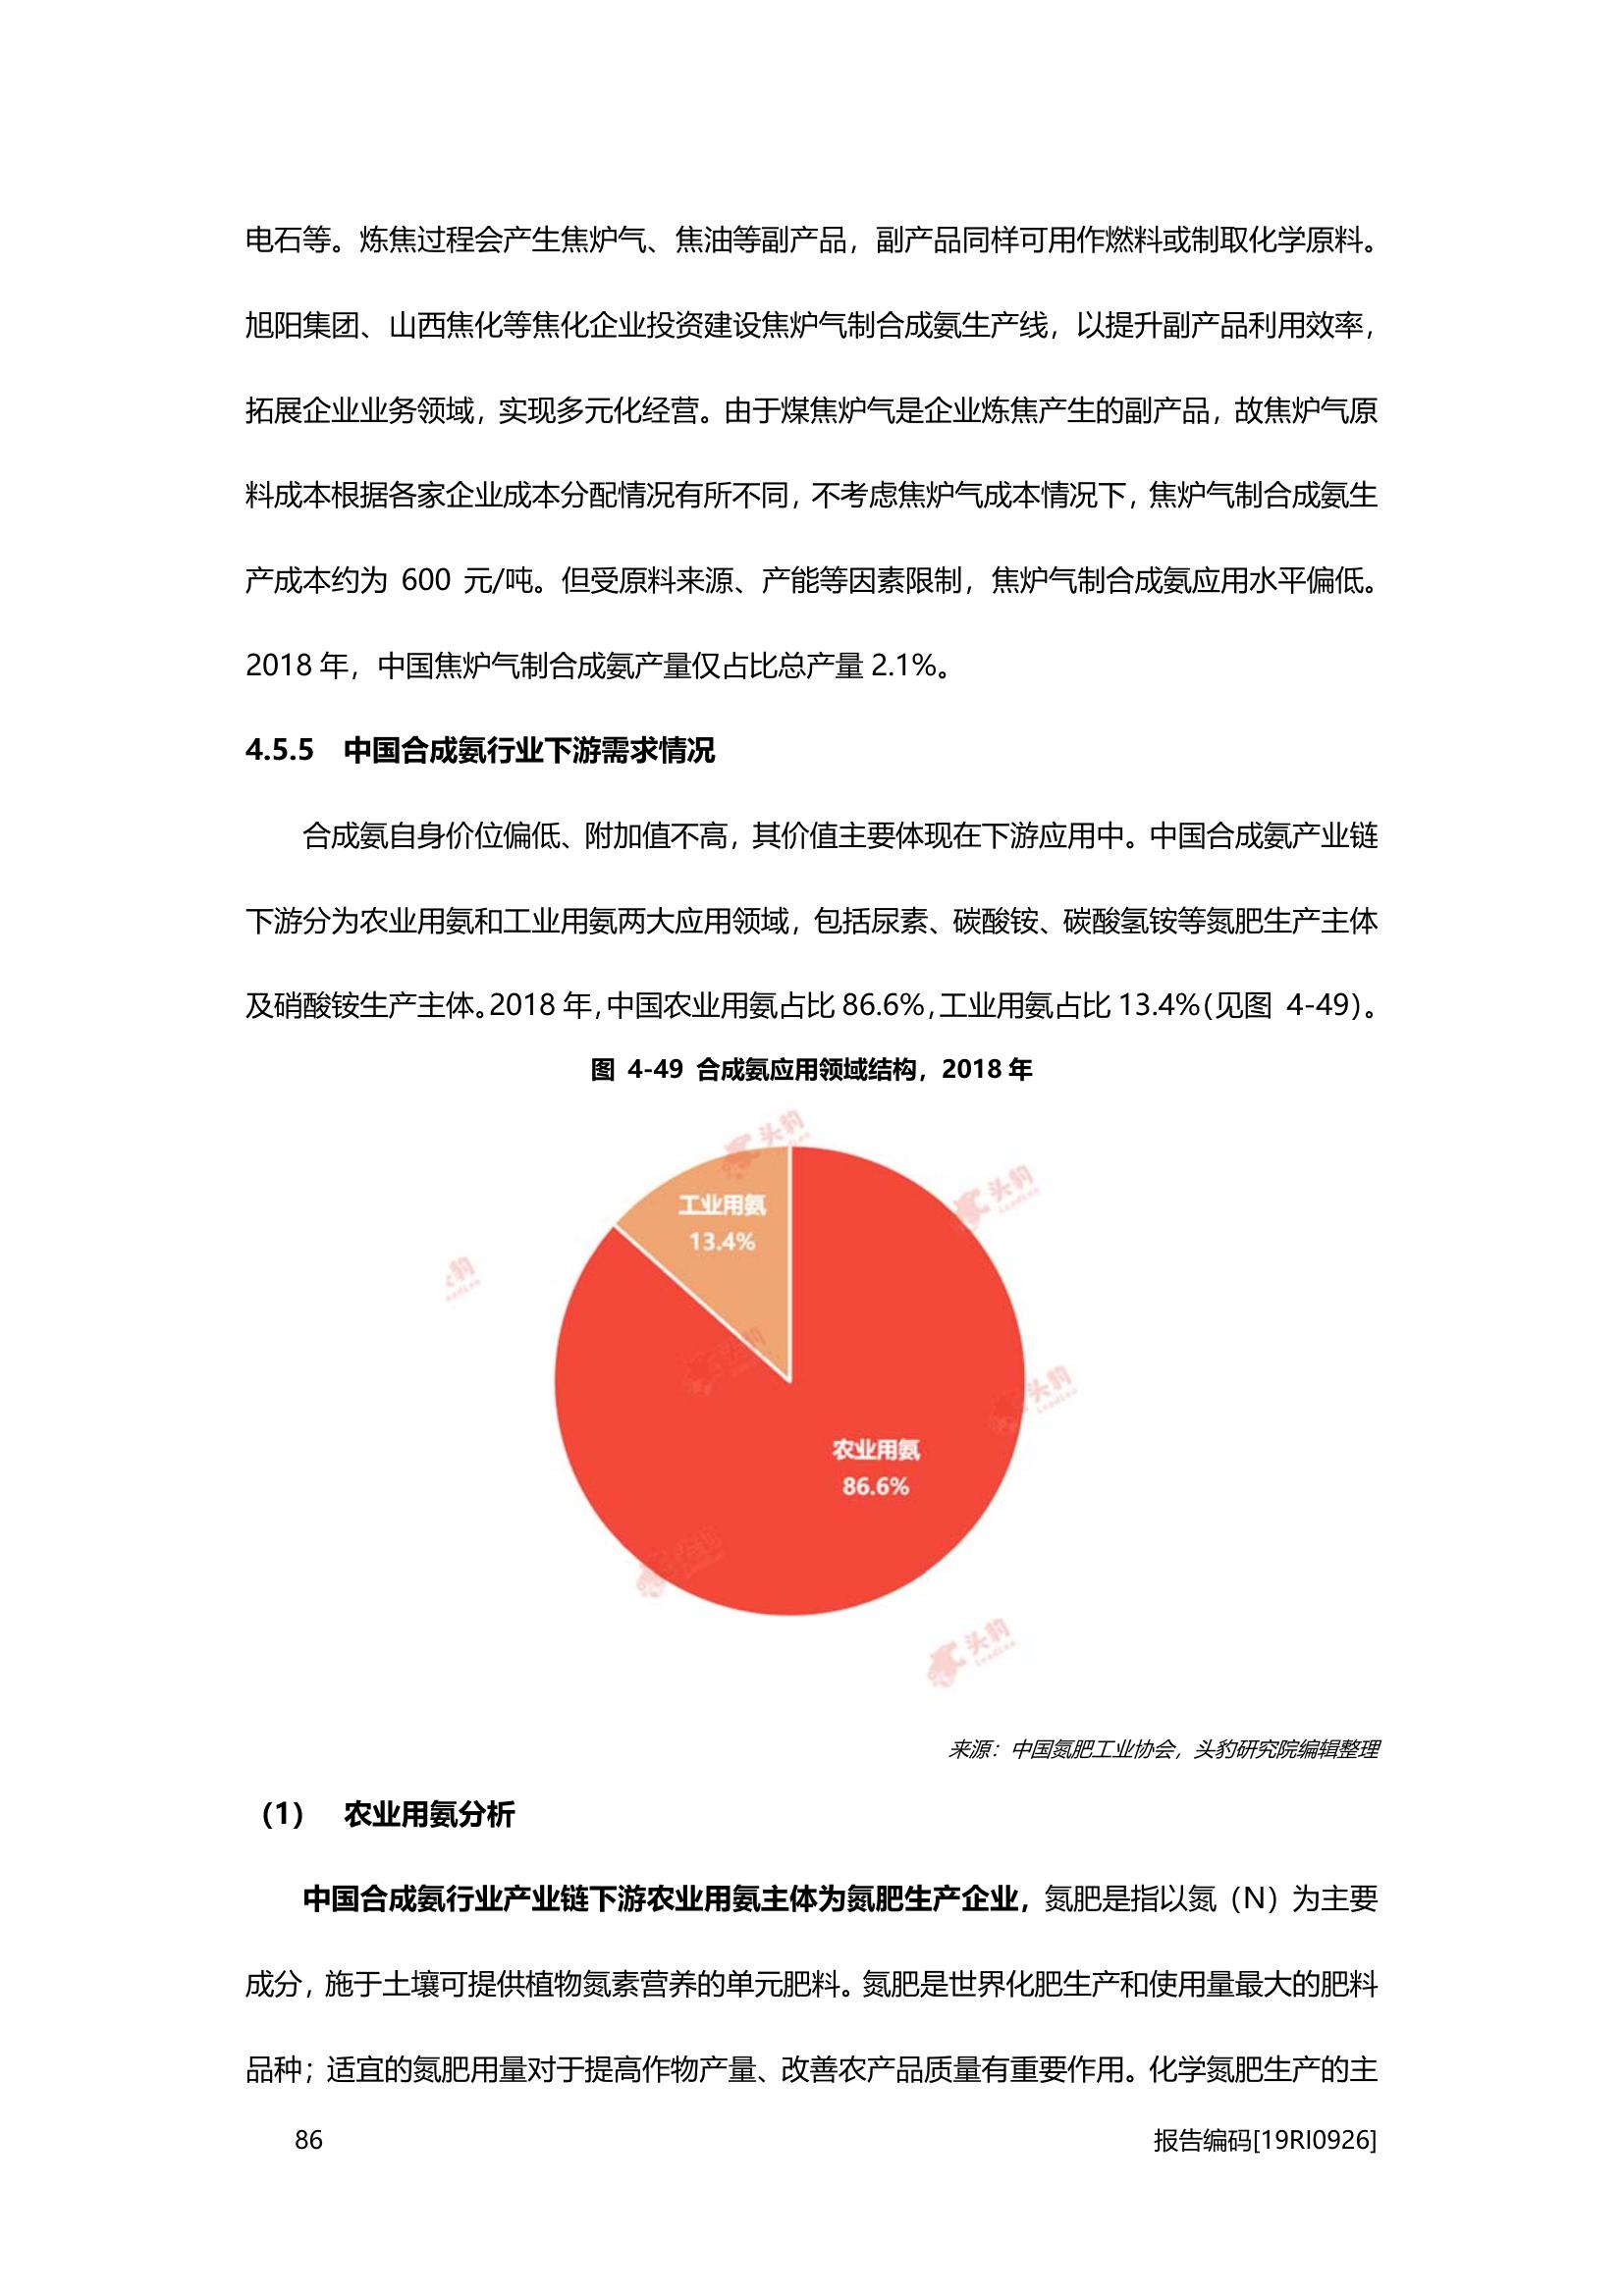 电石等。炼焦过程会产生焦炉气、焦油等副产品，副产品同样可用作燃料或制取化学原料。
旭阳集团、山西焦化等焦化企业投资建设焦炉气制合成氨生产线，以提升副产品利用效率，
拓展企业业务领域，实现多元化经营。由于煤焦炉气是企业炼焦产生的副产品，故焦炉气原
料成本根据各家企业成本分配情况有所不同，不考虑焦炉气成本情况下，焦炉气制合成氨生
产成本约为 600 元/吨。但受原料来源、产能等因素限制，焦炉气制合成氨应用水平偏低。
2018 年，中国焦炉气制合成氨产量仅占比总产量 2.1%。
4.5.5 中国合成氨行业下游需求情况
合成氨自身价位偏低、附加值不高，其价值主要体现在下游应用中。中国合成氨产业链
下游分为农业用氨和工业用氨两大应用领域，包括尿素、碳酸铵、碳酸氢铵等氮肥生产主体
及硝酸铵生产主体。2018 年，中国农业用氨占比 86.6%，工业用氨占比 13.4%（见图 4-49）。
图 4-49 合成氨应用领域结构，2018 年
头豹
头豹
工业用氨
13.4%
头豹
农业用氨
86.6%
头豹
来源：中国氮肥工业协会，头豹研究院编辑整理
（1） 农业用氨分析
中国合成氨行业产业链下游农业用氨主体为氮肥生产企业，氮肥是指以氮（N）为主要
成分，施于土壤可提供植物氮素营养的单元肥料。氮肥是世界化肥生产和使用量最大的肥料
品种；适宜的氮肥用量对于提高作物产量、改善农产品质量有重要作用。化学氮肥生产的主
86
报告编码[19RI0926]